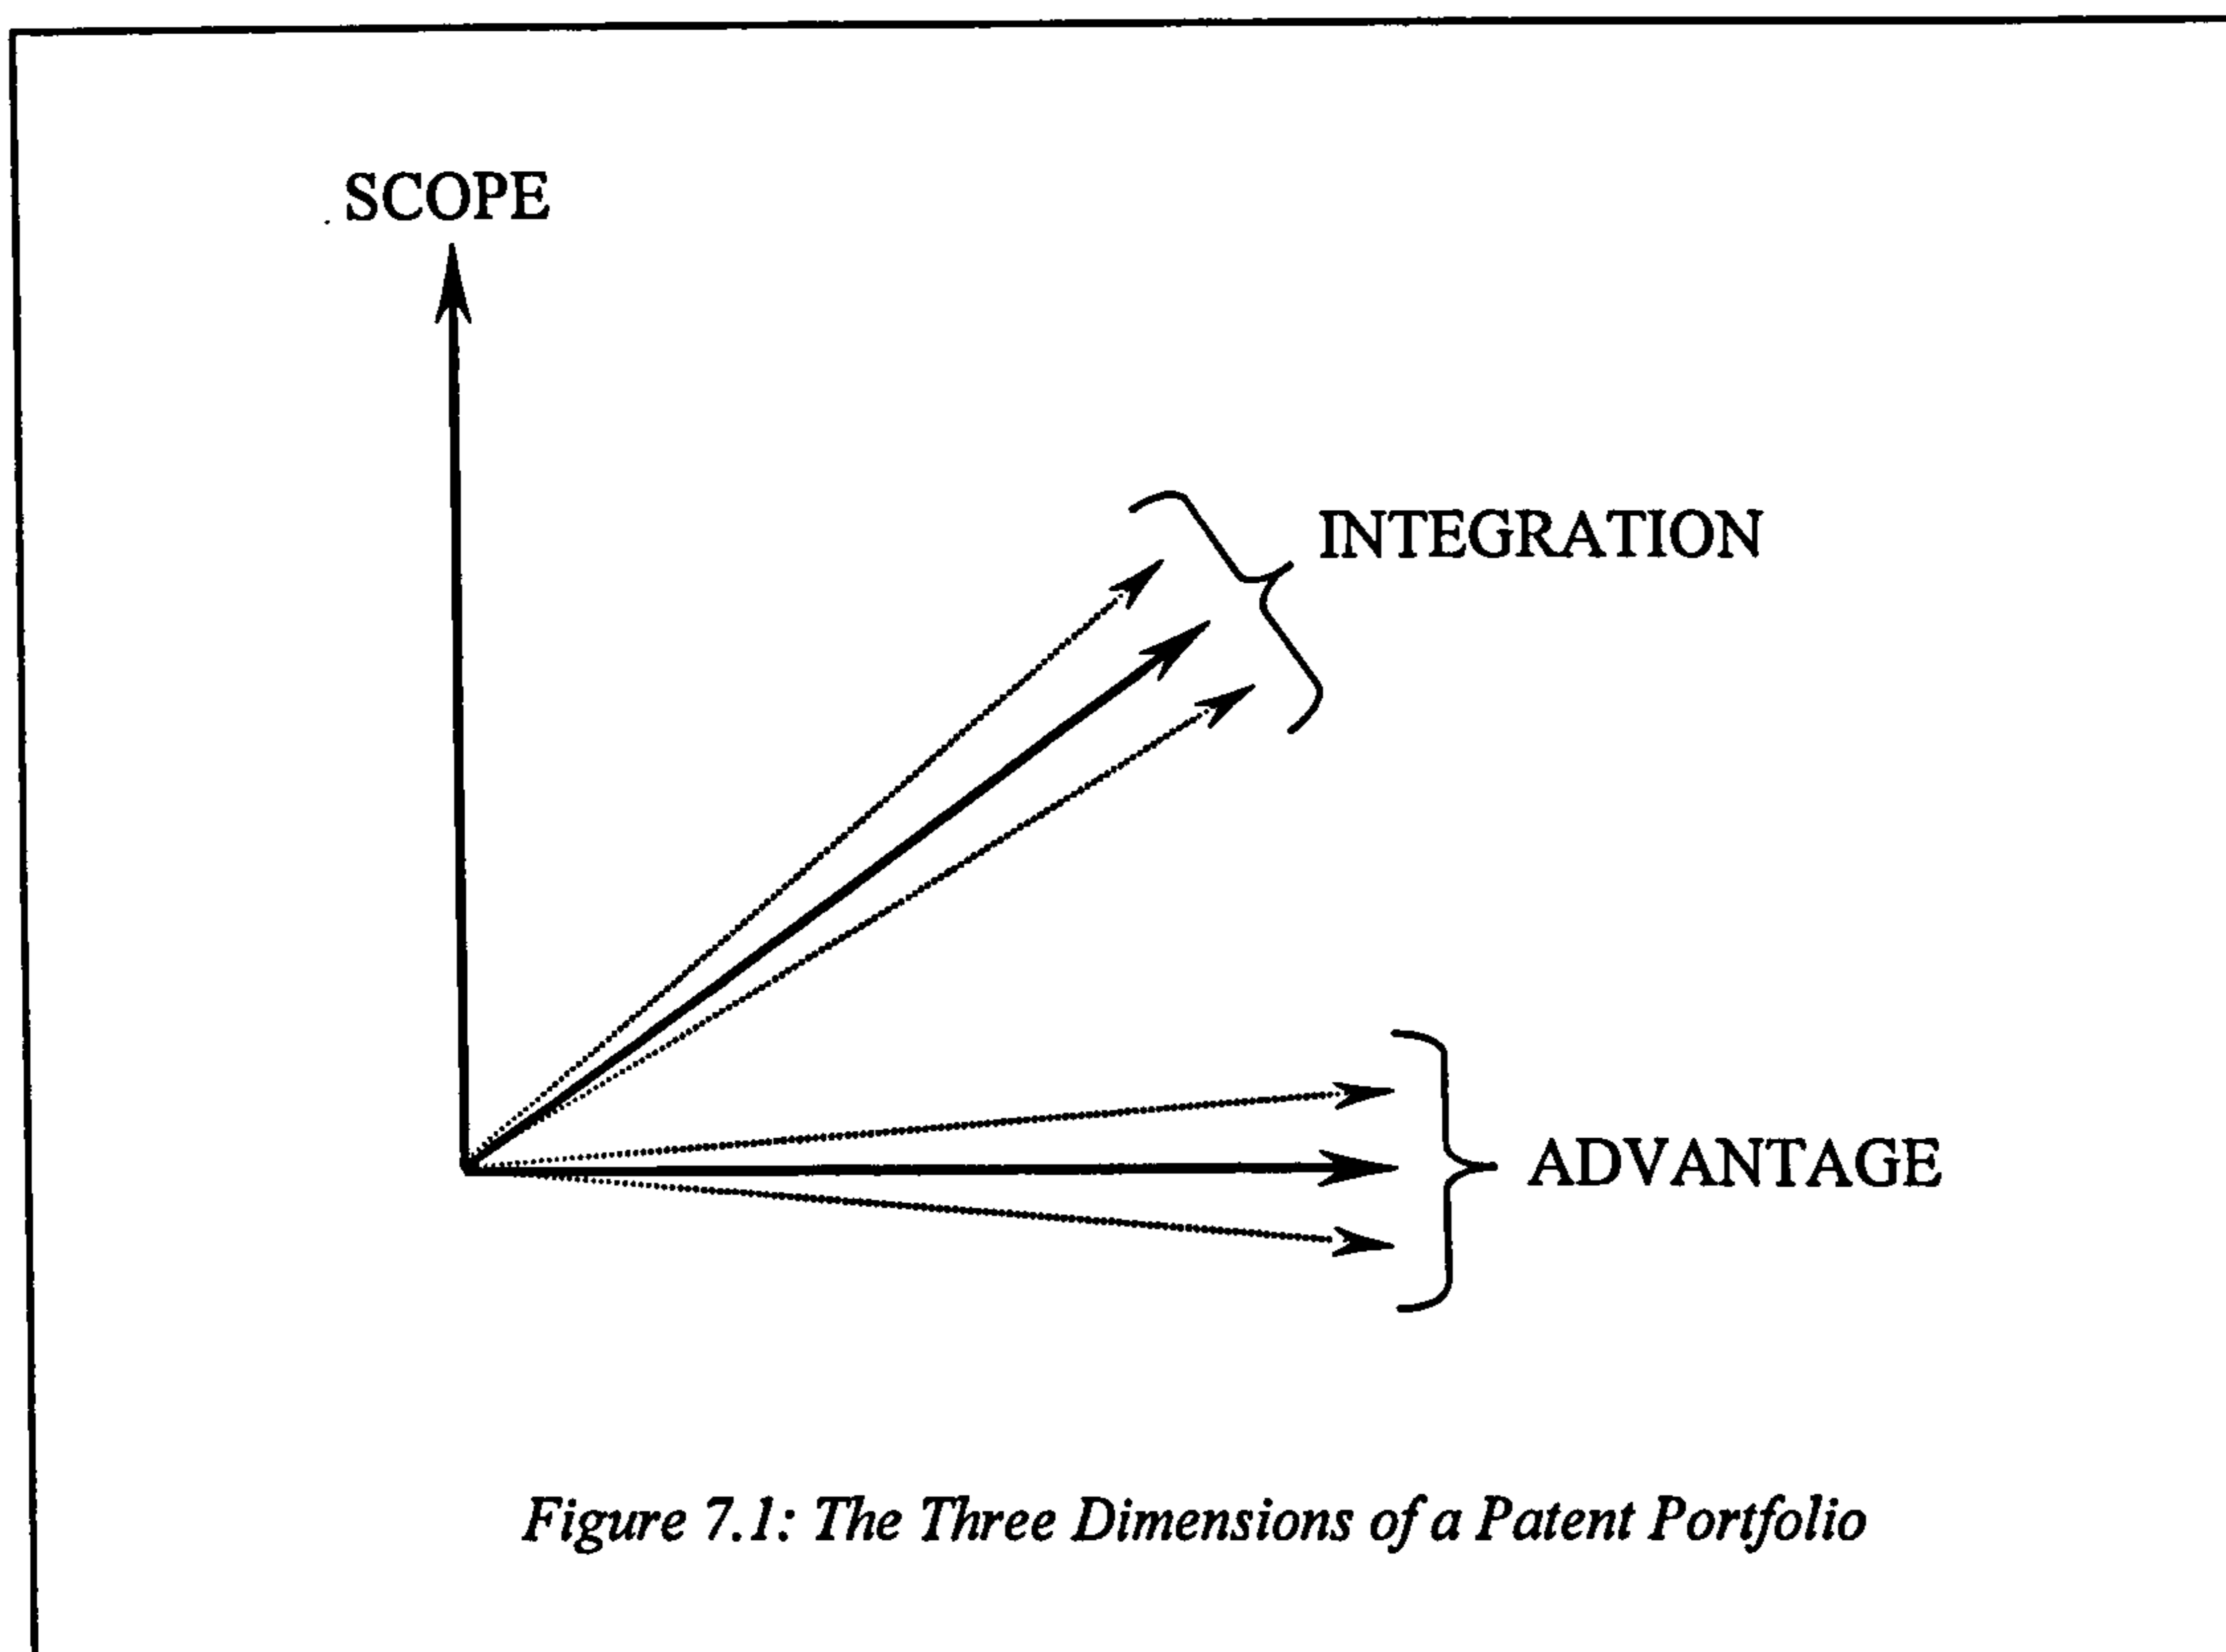 SCOPE
INTEGRATION
ADVANTAGE
Figure 7.1: The Three Dimensions of a Patent Portfolio